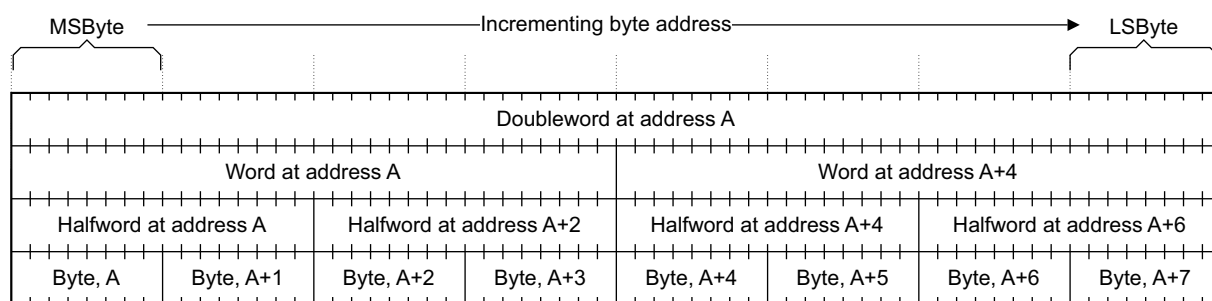 MSByte Incrementing byte address LSByte
Doubleword at address A
Word at address A Word at address A+4
Halfword at address A Halfword at address A+2 Halfword at address A+4 Halfword at address A+6
Byte, A Byte, A+1 Byte, A+2 Byte, A+3 Byte, A+4 Byte, A+5 Byte, A+6 Byte, A+7